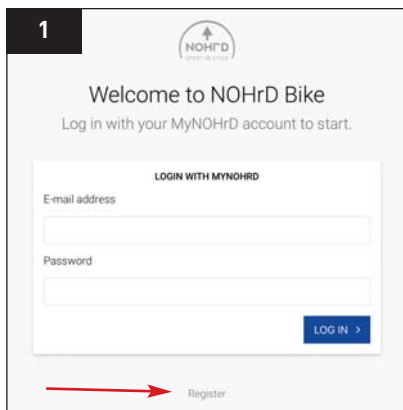 1
NOHrD
SPORT IN STYLE
Welcome to NOHrD Bike
Log in with your MyNOHrD account to start.
LOGIN WITH MYNOHRD
E-mail address
Password
LOG IN >
Register